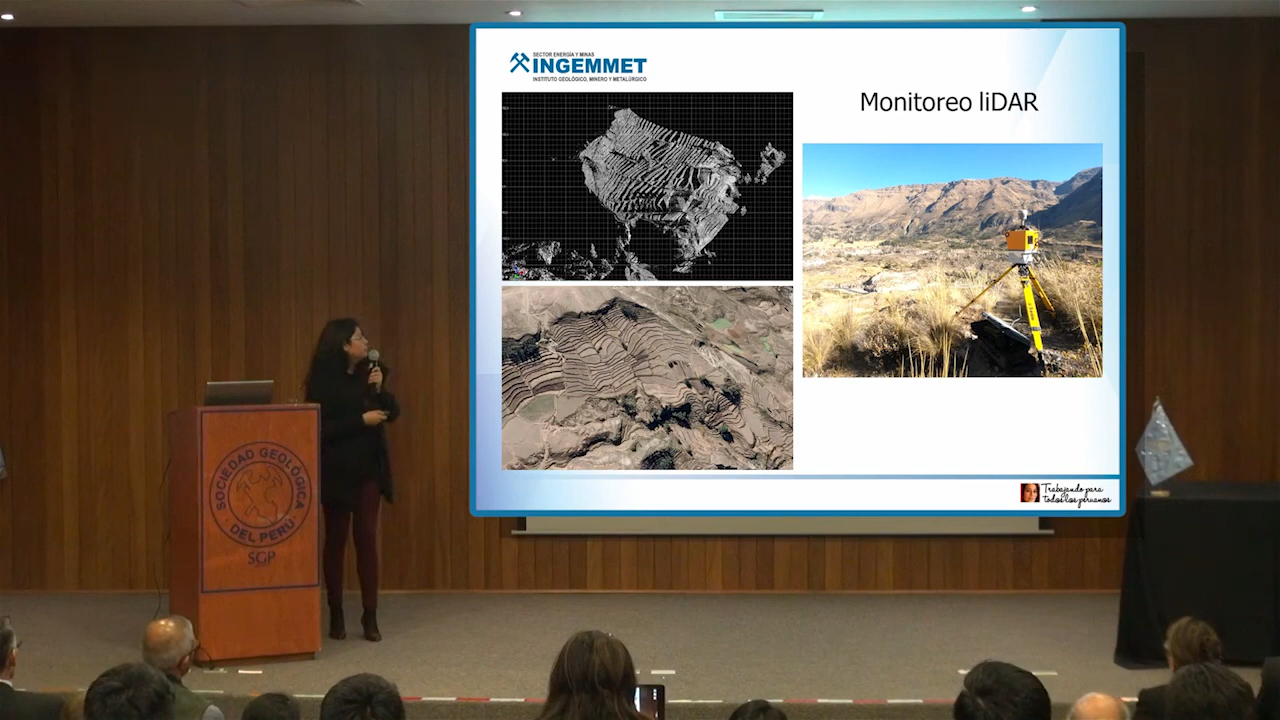 SECTOR ENERGÍA Y MINAS
INGEMMET
INSTITUTO GEOLÓGICO, MINERO Y METALÚRGICO
Monitoreo liDAR
Trabajando para
todos los peruanos
SOCIEDAD GEOLÓGICA
DEL PERÚ
SGP